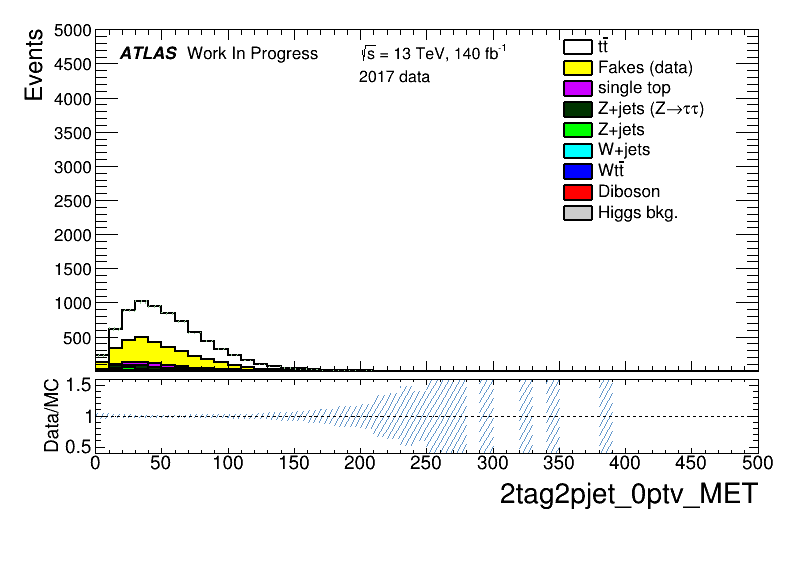 Events
5000
4500
4000
3500
3000
2500
2000
1500
1000
500
ATLAS Work In Progress
√s = 13 TeV, 140 fb⁻¹
2017 data
tt̄
Fakes (data)
single top
Z+jets (Z→ττ)
Z+jets
W+jets
Wtt̄
Diboson
Higgs bkg.
Data/MC
1.5
1
0.5
0 50 100 150 200 250 300 350 400 450 500
2tag2pjet_0ptv_MET